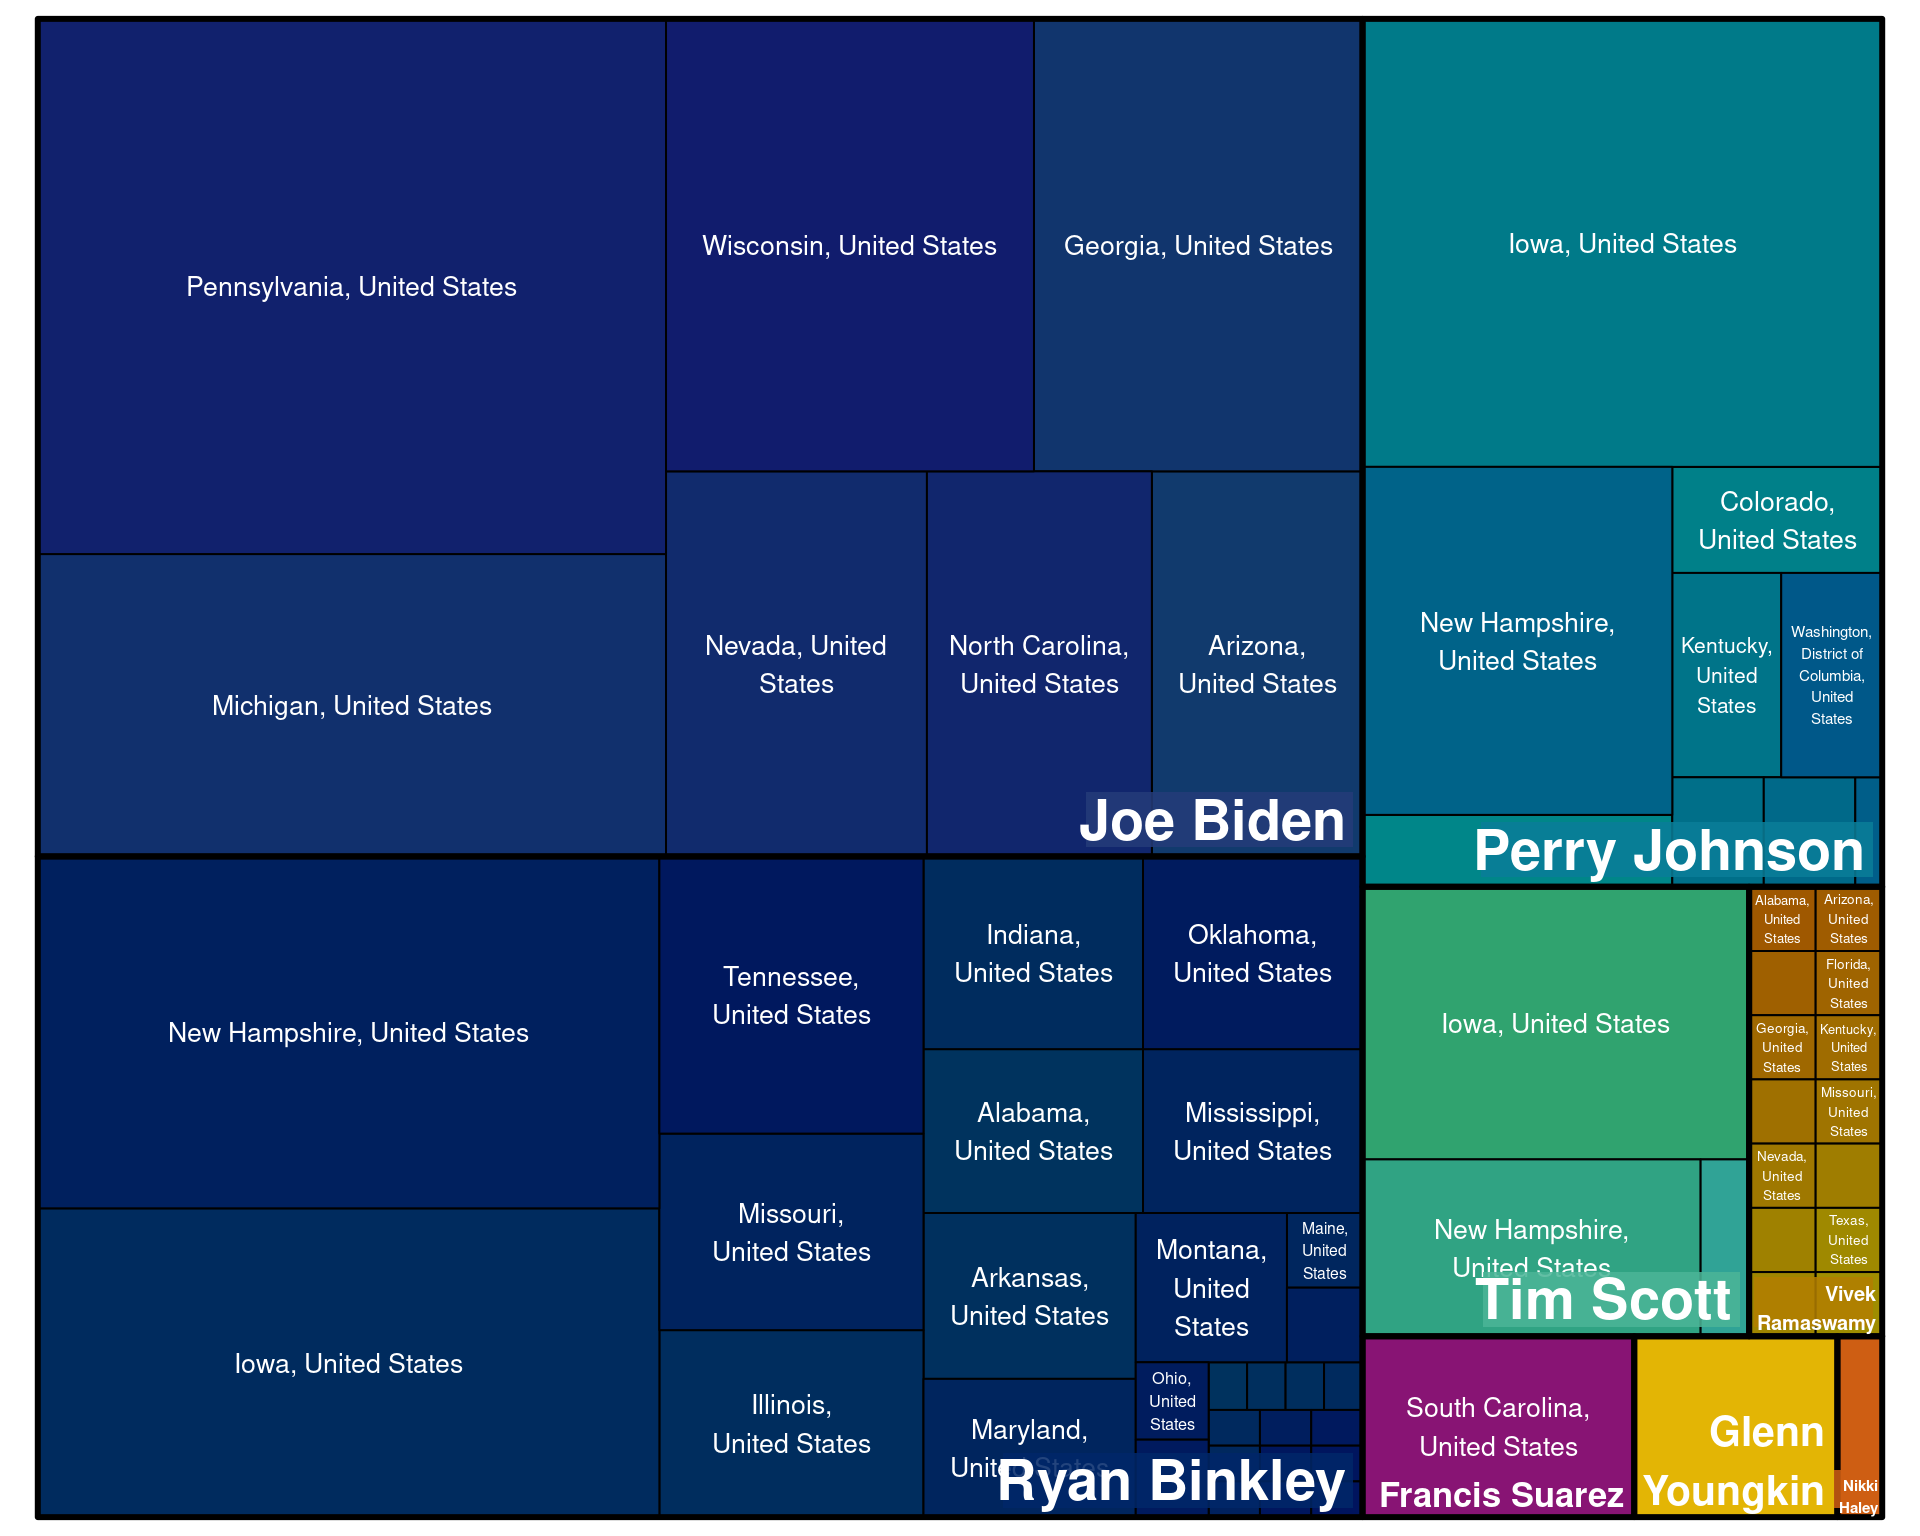 Pennsylvania, United States
Michigan, United States
Wisconsin, United States
Georgia, United States
Nevada, United
States
North Carolina,
United States
Arizona,
United States
Joe Biden
Iowa, United States
New Hampshire,
United States
Colorado,
United States
Kentucky,
United
States
Washington,
District of
Columbia,
United
States
Perry Johnson
New Hampshire, United States
Iowa, United States
Tennessee,
United States
Missouri,
United States
Illinois,
United States
Indiana,
United States
Oklahoma,
United States
Alabama,
United States
Mississippi,
United States
Arkansas,
United States
Montana,
United
States
Maine,
United
States
Maryland,
United States
Ohio,
United
States
Ryan Binkley
Iowa, United States
New Hampshire,
United States
Tim Scott
Alabama,
United
States
Arizona,
United
States
Florida,
United
States
Georgia,
United
States
Kentucky,
United
States
Missouri,
United
States
Nevada,
United
States
Texas,
United
States
Vivek
Ramaswamy
South Carolina,
United States
Francis Suarez
Glenn
Youngkin
Nikki
Haley